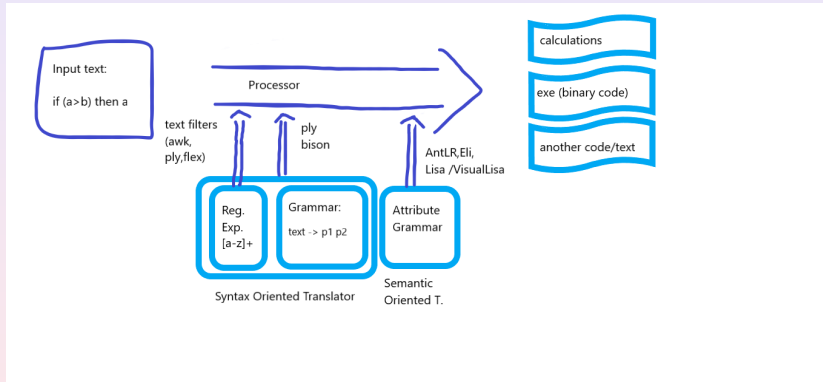 Input text:
if (a>b) then a
Processor
calculations
exe (binary code)
another code/text
text filters
(awk,
ply,flex)
ply
bison
AntLR,Eli,
Lisa /VisualLisa
Reg.
Exp.
[a-z]+
Grammar:
text -> p1 p2
Attribute
Grammar
Syntax Oriented Translator
Semantic
Oriented T.